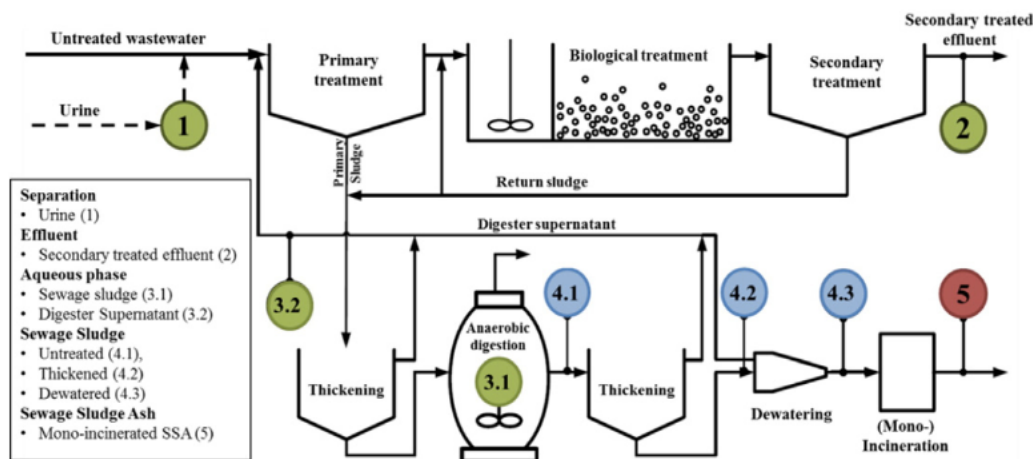 Secondary treated
effluent
Untreated wastewater
Primary
treatment
Biological treatment
Secondary
treatment
Urine
1
2
Primary
Sludge
Return sludge
Separation
• Urine (1)
Effluent
• Secondary treated effluent (2)
Aqueous phase
• Sewage sludge (3.1)
• Digester Supernatant (3.2)
Sewage Sludge
• Untreated (4.1),
• Thickened (4.2)
• Dewatered (4.3)
Sewage Sludge Ash
• Mono-incinerated SSA (5)
Digester supernatant
3.2
4.1
4.2
4.3
5
Anaerobic
digestion
3.1
Thickening
Thickening
Dewatering
(Mono-)
Incineration